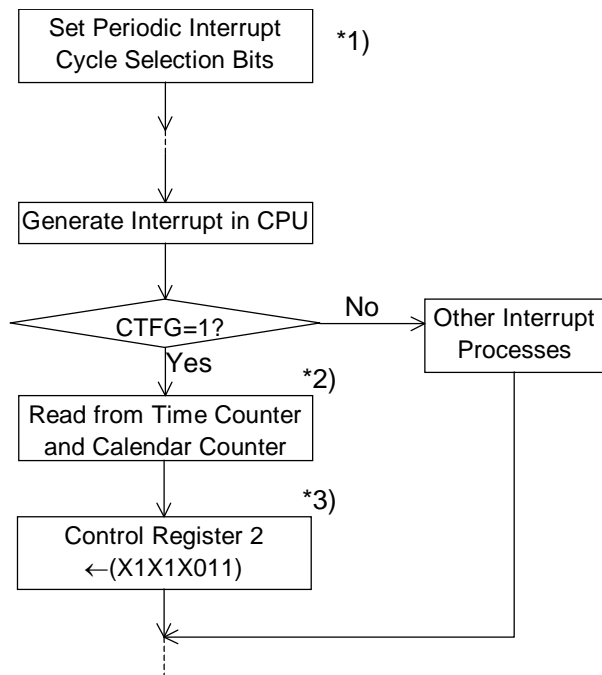 Set Periodic Interrupt
Cycle Selection Bits
*1)
Generate Interrupt in CPU
CTFG=1?
No
Other Interrupt
Processes
Yes
*2)
Read from Time Counter
and Calendar Counter
*3)
Control Register 2
←(X1X1X011)